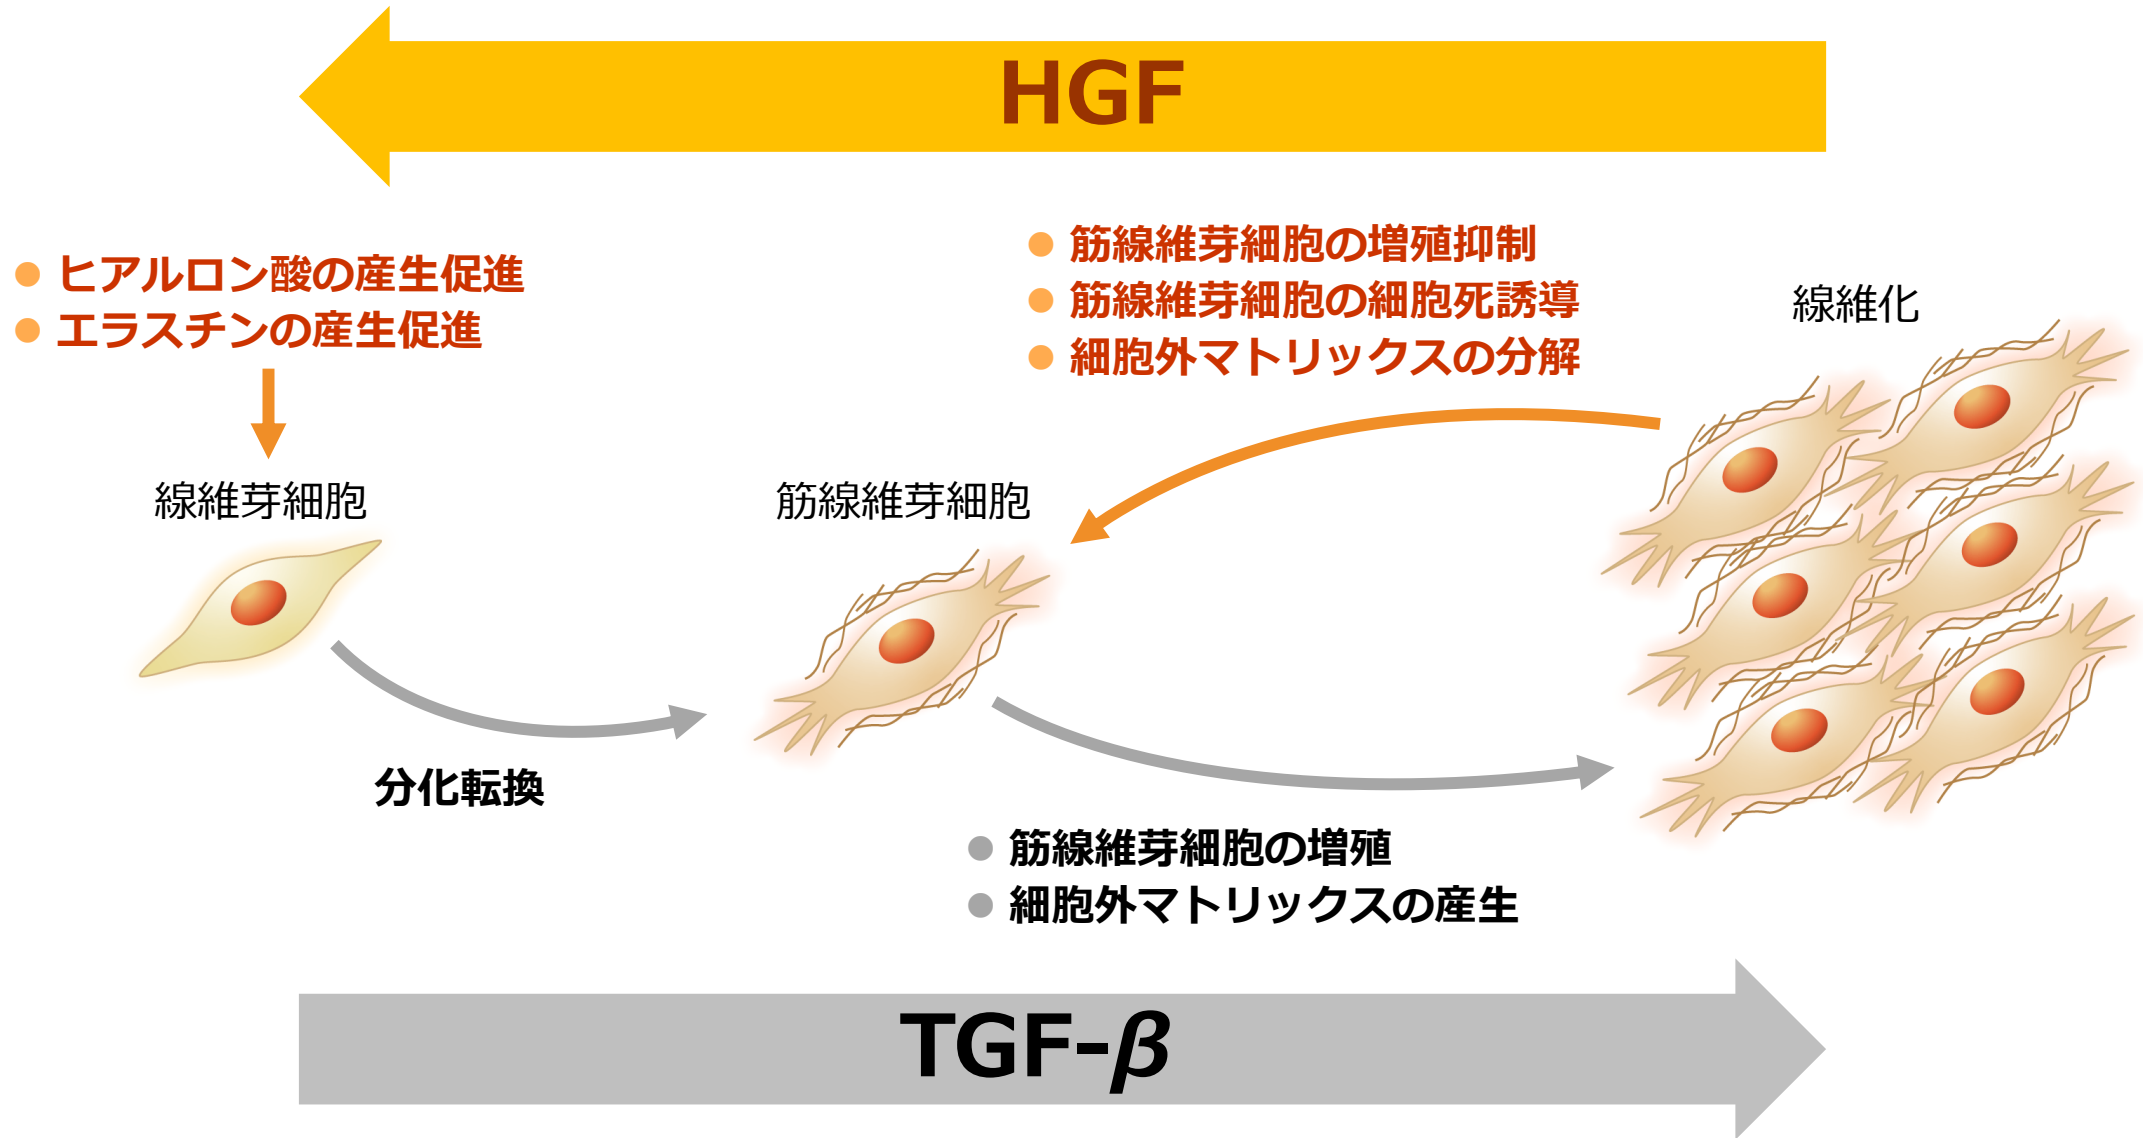 HGF
● ヒアルロン酸の産生促進
● エラスチンの産生促進
● 筋線維芽細胞の増殖抑制
● 筋線維芽細胞の細胞死誘導
● 細胞外マトリックスの分解
線維化
線維芽細胞
筋線維芽細胞
分化転換
● 筋線維芽細胞の増殖
● 細胞外マトリックスの産生
TGF-β